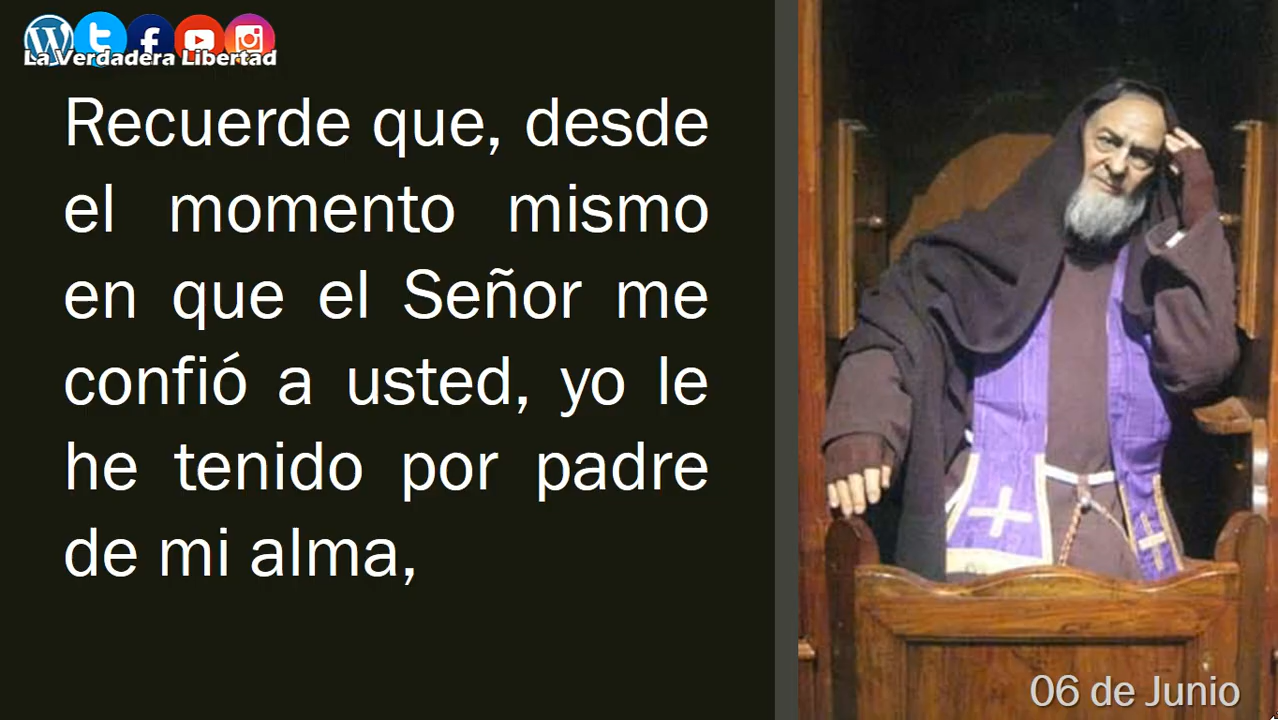 La Verdadera Libertad
Recuerde que, desde
el momento mismo
en que el Señor me
confió a usted, yo le
he tenido por padre
de mi alma,
06 de Junio